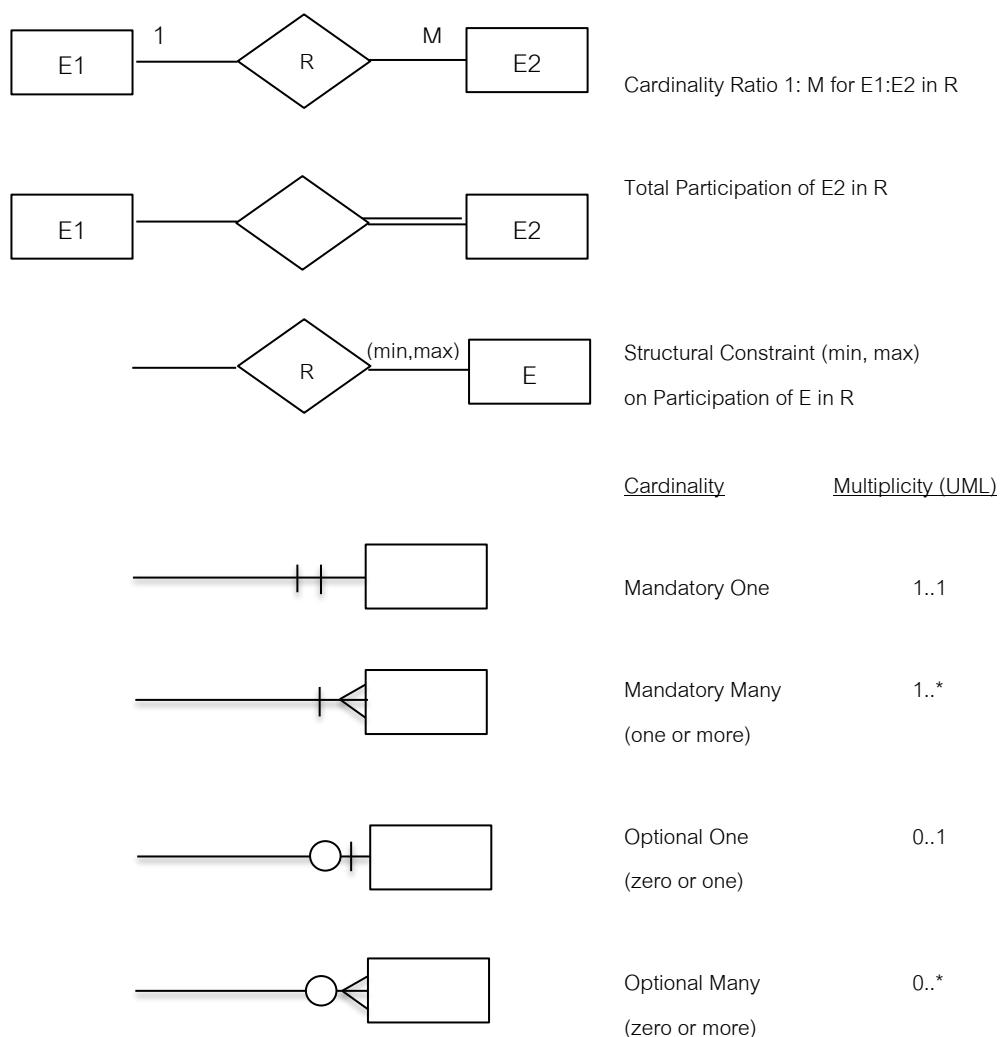 1
M
E1
R
E2
Cardinality Ratio 1: M for E1:E2 in R
Total Participation of E2 in R
E1
E2
(min,max)
R
E
Structural Constraint (min, max)
on Participation of E in R
Cardinality Multiplicity (UML)
Mandatory One 1..1
Mandatory Many 1..*
(one or more)
Optional One 0..1
(zero or one)
Optional Many 0..*
(zero or more)